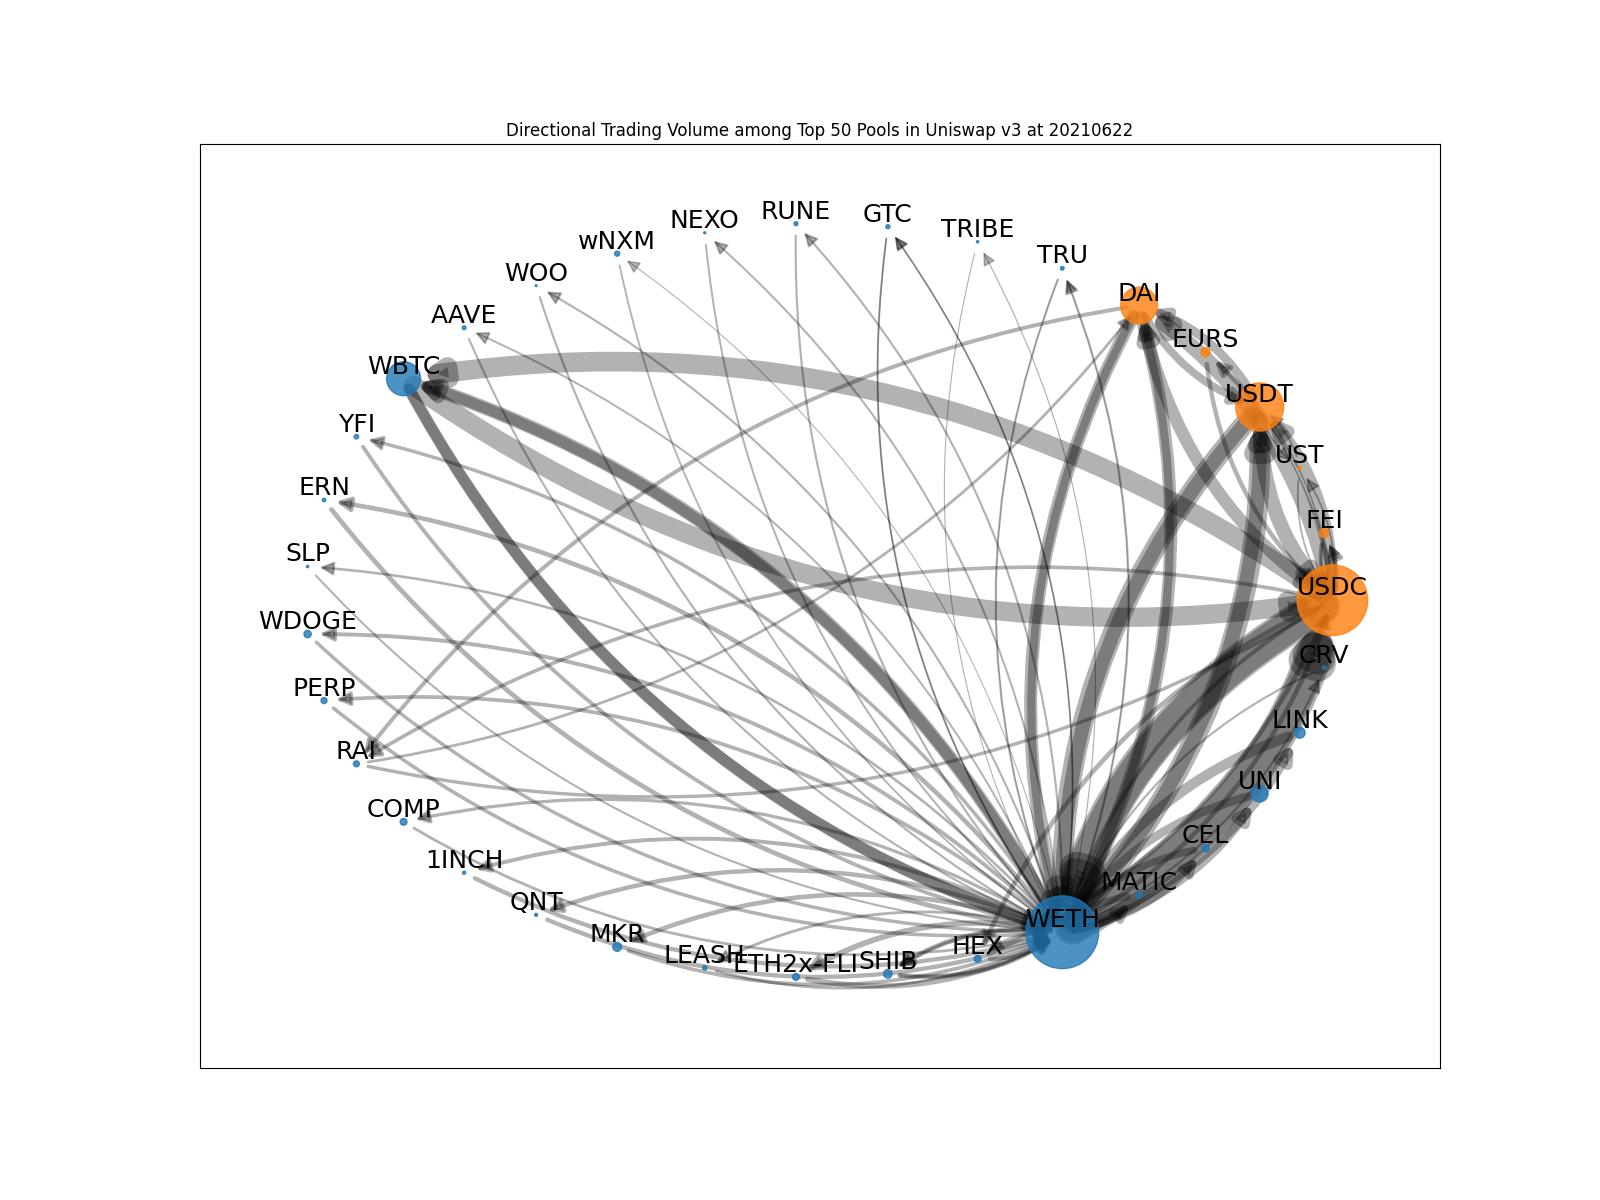 Directional Trading Volume among Top 50 Pools in Uniswap v3 at 20210622
RUNE
GTC
NEXO
TRIBE
wNXM
TRU
WOO
DAI
AAVE
EURS
WBTC
USDT
YFI
UST
ERN
FEI
SLP
USDC
WDOGE
CRV
PERP
LINK
RAI
UNI
COMP
CEL
1INCH
MATIC
QNT
WETH
MKR
HEX
LEASH
ETH2x-FLI
SHIB